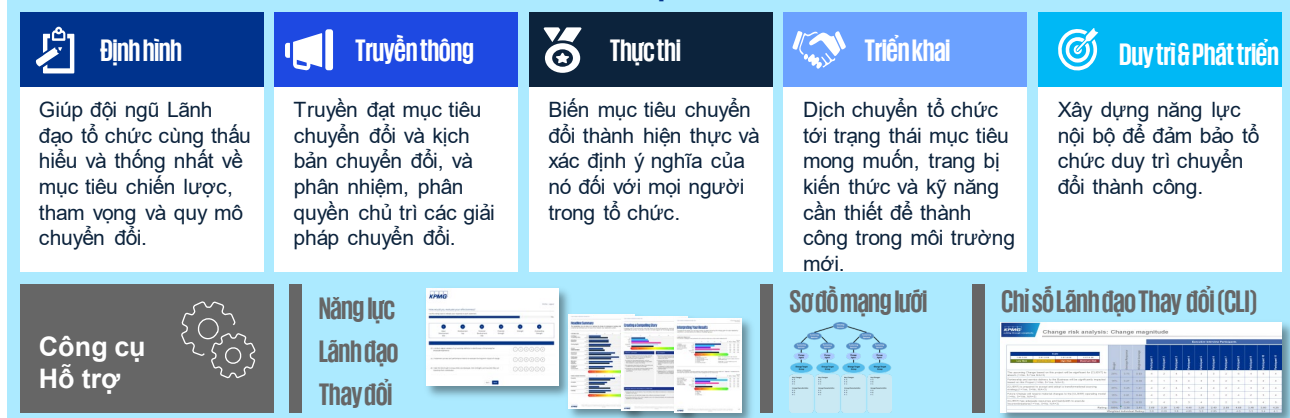 Định hình
Giúp đội ngũ Lãnh
đạo tổ chức cùng thấu
hiểu và thống nhất về
mục tiêu chiến lược,
tham vọng và quy mô
chuyển đổi.
Truyền thông
Truyền đạt mục tiêu
chuyển đổi và kịch
bản chuyển đổi, và
phân nhiệm, phân
quyền chủ trì các giải
pháp chuyển đổi.
Thực thi
Biến mục tiêu chuyển
đổi thành hiện thực và
xác định ý nghĩa của
nó đối với mọi người
trong tổ chức.
Triển khai
Dịch chuyển tổ chức
tới trạng thái mục tiêu
mong muốn, trang bị
kiến thức và kỹ năng
cần thiết để thành
công trong môi trường
mới.
Duy trì & Phát triển
Xây dựng năng lực
nội bộ để đảm bảo tổ
chức duy trì chuyển
đổi thành công.
Công cụ
Hỗ trợ
Năng lực
Lãnh đạo
Thay đổi
KPMG
Sơ đồ mạng lưới
Chỉ số Lãnh đạo Thay đổi (CLI)
KPMG
Change risk analysis: Change magnitude